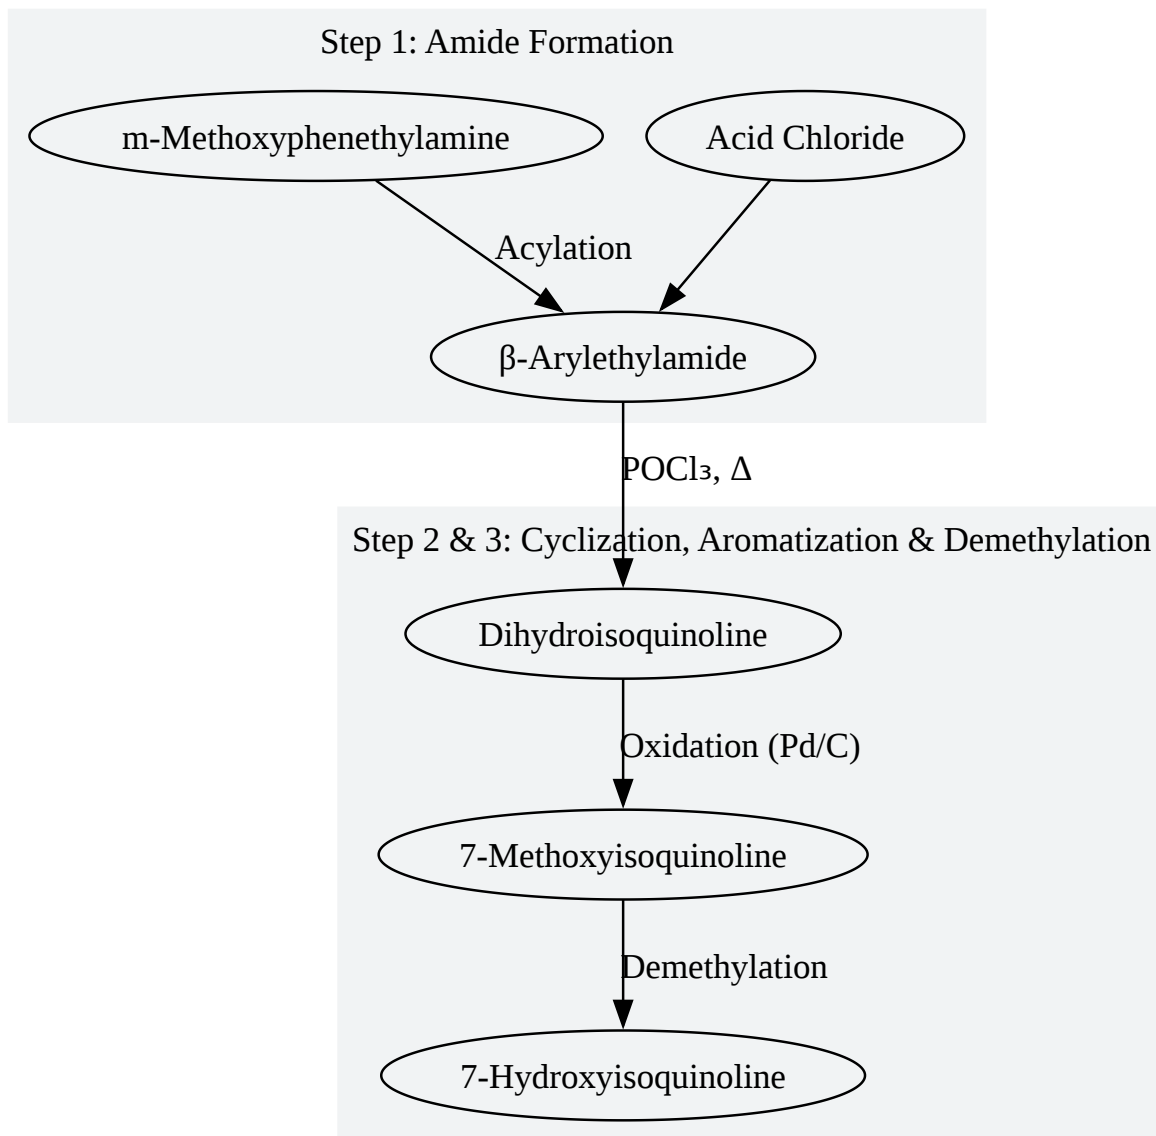 Step 1: Amide Formation
m-Methoxyphenethylamine
Acid Chloride
Acylation
β-Arylethylamide
POCl₃, Δ
Step 2 & 3: Cyclization, Aromatization & Demethylation
Dihydroisoquinoline
Oxidation (Pd/C)
7-Methoxyisoquinoline
Demethylation
7-Hydroxyisoquinoline